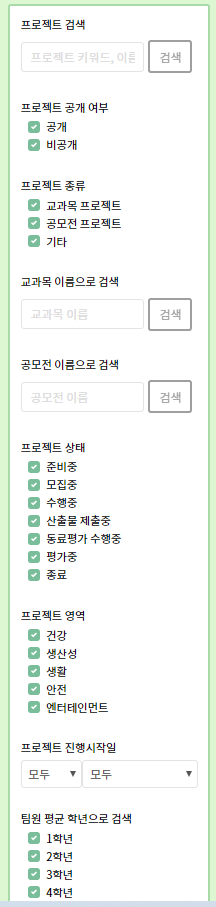 프로젝트 검색
프로젝트 키워드, 이름
검색
프로젝트 공개 여부
공개
비공개
프로젝트 종류
교과목 프로젝트
공모전 프로젝트
기타
교과목 이름으로 검색
교과목 이름
검색
공모전 이름으로 검색
공모전 이름
검색
프로젝트 상태
준비중
모집중
수행중
산출물 제출중
동료평가 수행중
평가중
종료
프로젝트 영역
건강
생산성
생활
안전
엔터테인먼트
프로젝트 진행시작일
모두 모두
팀원 평균 학년으로 검색
1학년
2학년
3학년
4학년